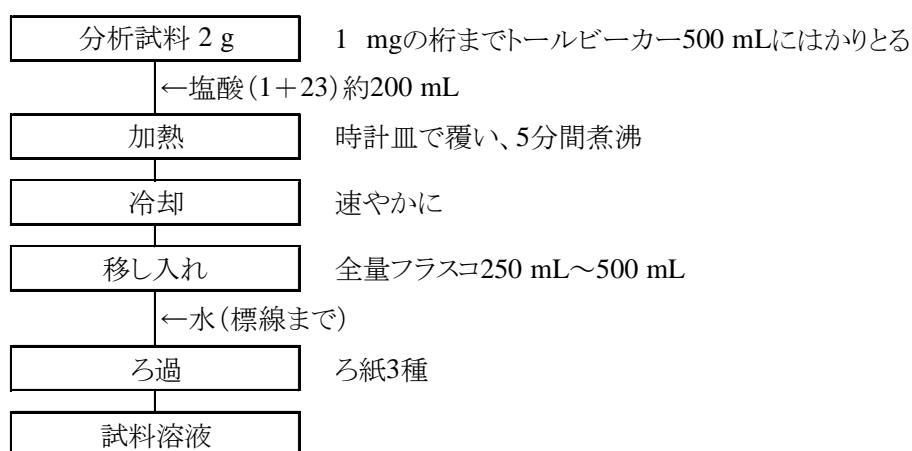 分析試料 2 g 1 mgの桁までトールビーカー500 mLにはかりとる
←塩酸(1+23)約200 mL
加熱 時計皿で覆い、5分間煮沸
冷却 速やかに
移し入れ 全量フラスコ250 mL~500 mL
←水(標線まで)
ろ過 ろ紙3種
試料溶液